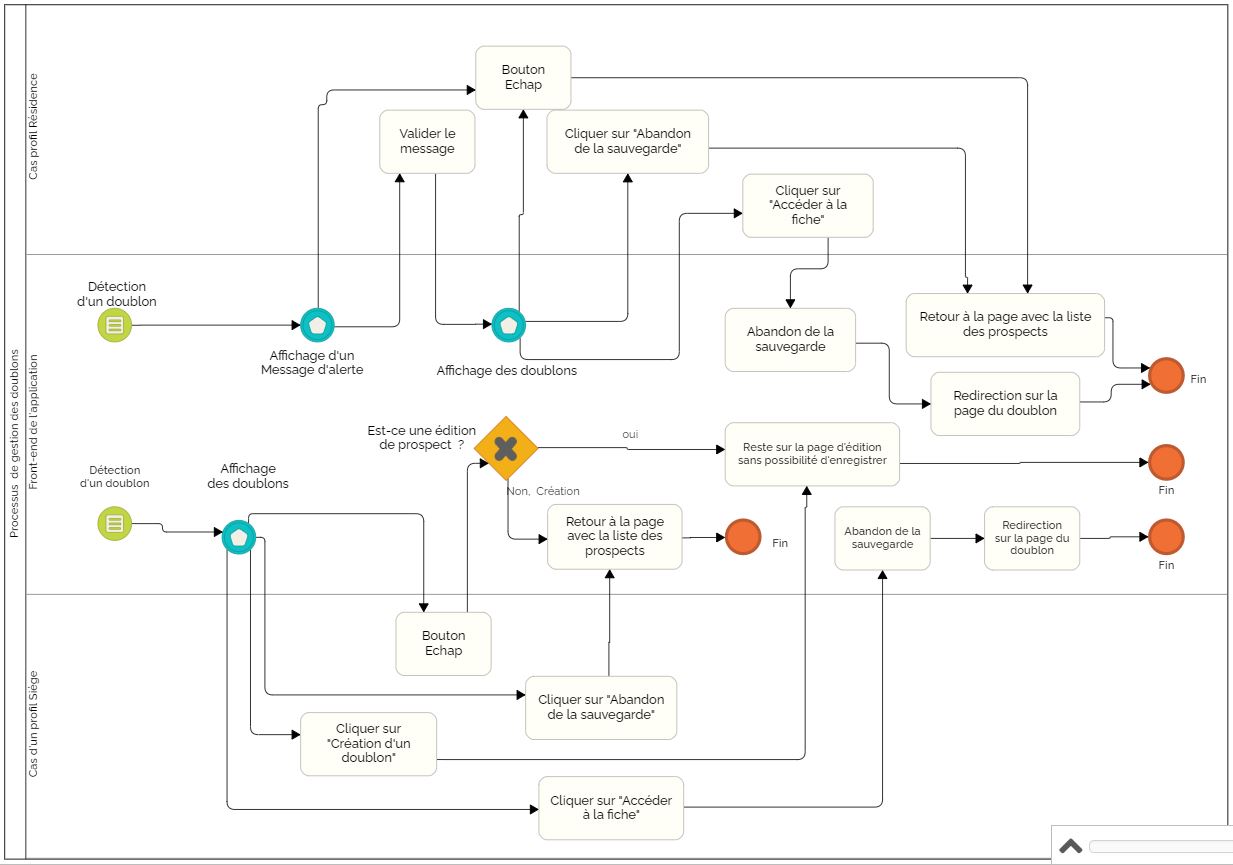 Processus de gestion des doublons
Cas profil Résidence
Bouton
Echap
Valider le
message
Cliquer sur "Abandon
de la sauvegarde"
Cliquer sur
"Accéder à la
fiche"
Front-end de l'application
Détection
d'un doublon
Affichage d'un
Message d'alerte
Affichage des doublons
Abandon de la
sauvegarde
Retour à la page avec la liste
des prospects
Redirection sur la
page du doublon
Fin
Est-ce une édition
de prospect ?
oui
Reste sur la page d'édition
sans possibilité d'enregistrer
Fin
Détection
d'un doublon
Affichage
des doublons
Non, Création
Retour à la page
avec la liste des
prospects
Fin
Abandon de la
sauvegarde
Redirection
sur la page du
doublon
Fin
Cas d'un profil Siège
Bouton
Echap
Cliquer sur "Abandon
de la sauvegarde"
Cliquer sur
"Création d'un
doublon"
Cliquer sur "Accéder
à la fiche"